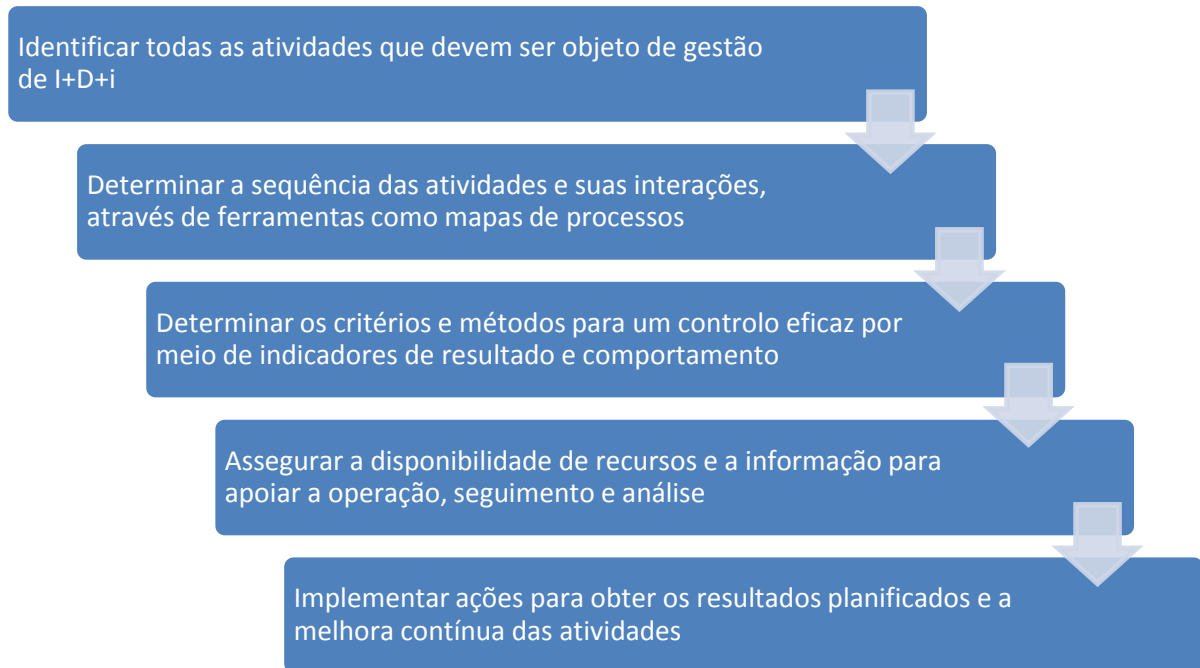 Identificar todas as atividades que devem ser objeto de gestão
de I+D+i
Determinar a sequência das atividades e suas interações,
através de ferramentas como mapas de processos
Determinar os critérios e métodos para um controlo eficaz por
meio de indicadores de resultado e comportamento
Assegurar a disponibilidade de recursos e a informação para
apoiar a operação, seguimento e análise
Implementar ações para obter os resultados planificados e a
melhora contínua das atividades